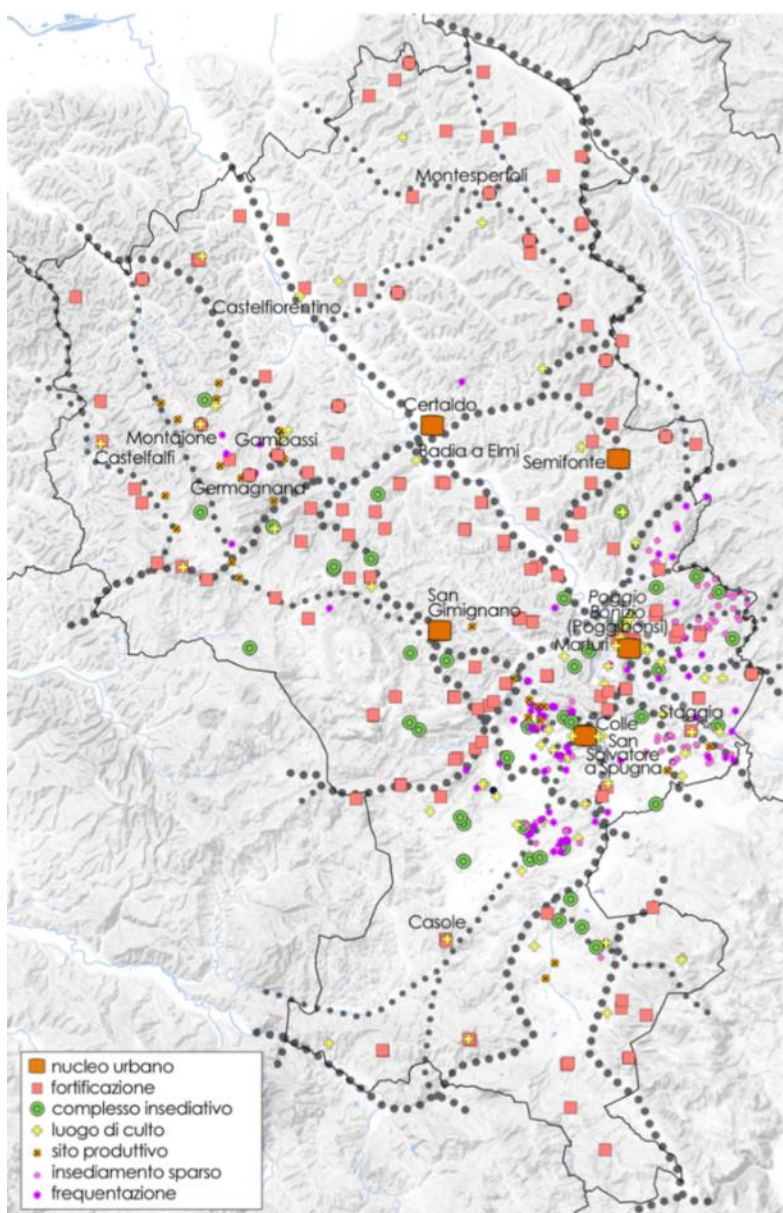 Montespertoli
Castelfiorentino
Certaldo
Montaione
Gambassi
Badia a Elmi
Castelfalfi
Semifonte
Germagnana
San
Gimignano
Poggio
Bonizio
(Poggibonsi)
Marturi
Staggia
Colle
San
Salvatore
a Spugna
Casole
nucleo urbano
fortificazione
complesso insediativo
luogo di culto
sito produttivo
insediamento sparso
frequentazione